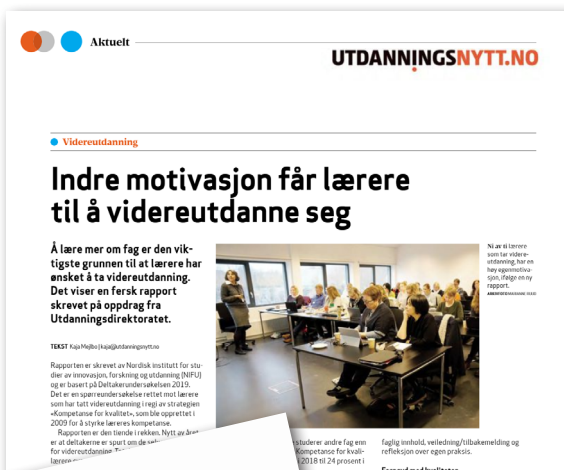 Aktuelt
UTDANNINGSNYTT.NO
Videreutdanning
Indre motivasjon får lærere
til å videreutdanne seg
Å lære mer om fag er den vik-
tigste grunnen til at lærere har
ønsket å ta videreutdanning.
Det viser en fersk rapport
skrevet på oppdrag fra
Utdanningsdirektoratet.
TEKST Kaja Mejlbo | kaja@utdanningsnytt.no
Rapporten er skrevet av Nordisk institutt for stu-
dier av innovasjon, forskning og utdanning (NIFU)
og er basert på Deltakerundersøkelsen 2019.
Det er en spørreundersøkelse rettet mot lærere
som har tatt videreutdanning i regi av strategien
«Kompetanse for kvalitet», som ble opprettet i
2009 for å styrke læreres kompetanse.
Rapporten er den tiende i rekken. Nytt av året
er at deltakerne er spurt om de
for videreutdanning.
lærere
Ni av ti lærere
som tar videre-
utdanning, har en
høy egenmotiva-
sjon, ifølge en ny
rapport.
studerer andre fag enn
Kompetanse for kvali-
i 2018 til 24 prosent i
faglig innhold, veiledning/tilbakemelding og
refleksjon over egen praksis.